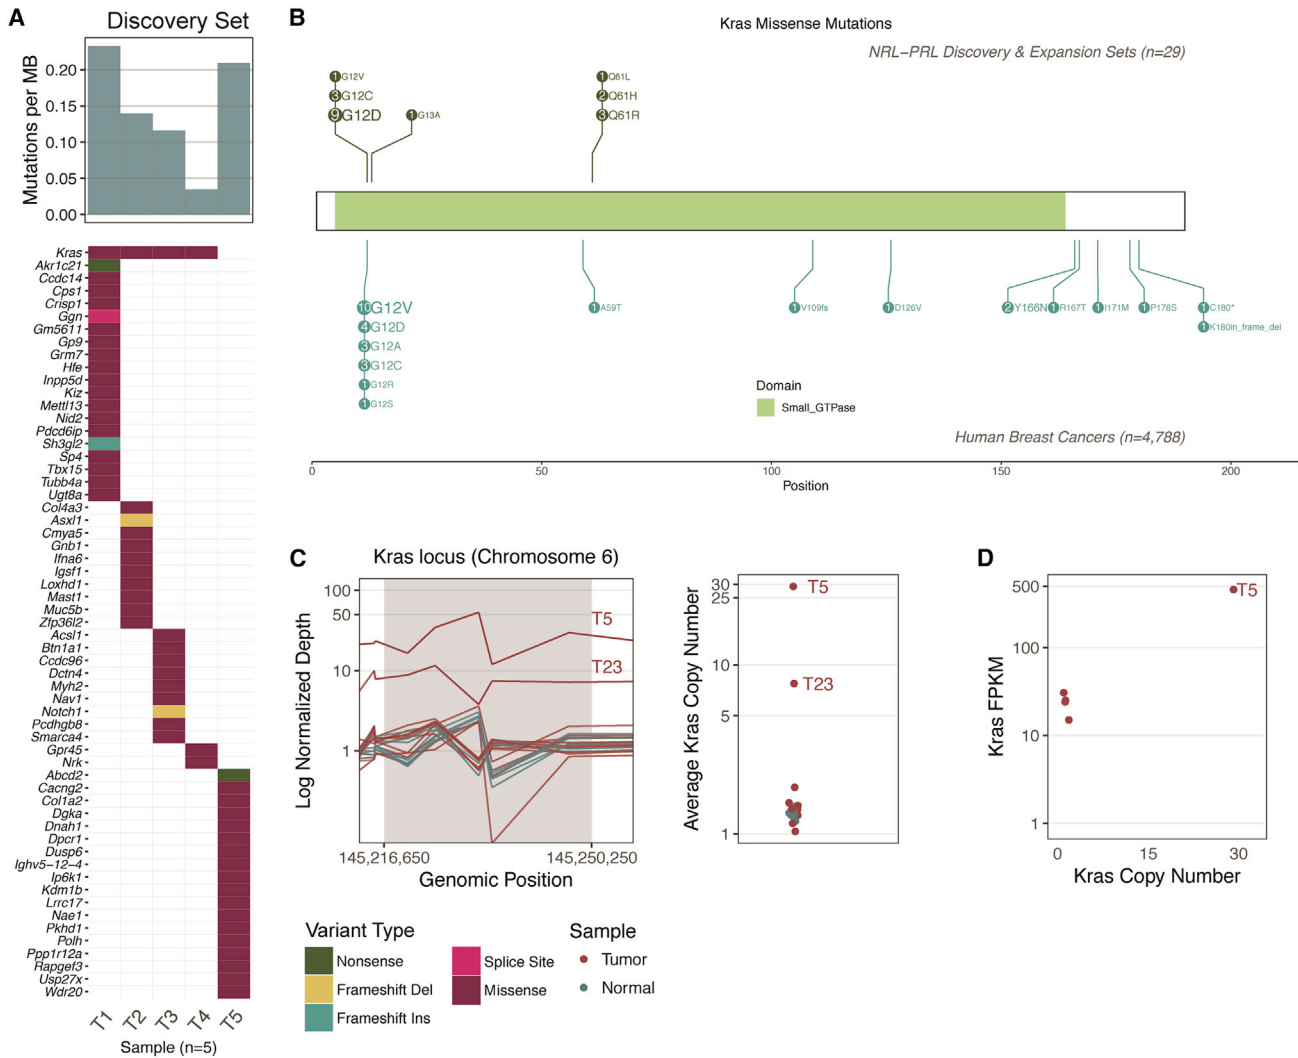 A
Discovery Set
Mutations per MB
0.20
0.15
0.10
0.05
0.00
Kras
Akr1c21
Ccdc14
Cps1
Crisp1
Ggn
Gm5611
Gp9
Grm7
Hfe
Inpp5d
Kiz
Mettl13
Nid2
Pdcd6ip
Sh3gl2
Sp4
Tbx15
Tubb4a
Ugt8a
Col4a3
Asxl1
Cmya5
Gnb1
Ifna6
Igsf1
Loxhd1
Mast1
Muc5b
Zfp36l2
Acsl1
Btn1a1
Ccdc96
Dctn4
Myh2
Nav1
Notch1
Pcdhgb8
Smarca4
Gpr45
Nrk
Abcd2
Cacng2
Col1a2
Dgka
Dnah1
Dpcr1
Dusp6
Ighv5−12−4
Ip6k1
Kdm1b
Lrrc17
Nae1
Pkhd1
Polh
Ppp1r12a
Rapgef3
Usp27x
Wdr20
T1 T2 T3 T4 T5
Sample (n=5)
B
Kras Missense Mutations
NRL−PRL Discovery & Expansion Sets (n=29)
1 G12V
3 G12C
9 G12D
1 G13A
1 Q61L
2 Q61H
3 Q61R
10 G12V
4 G12D
3 G12A
3 G12C
1 G12R
1 G12S
1 A59T
1 V109fs
1 D126V
2 Y166N
1 R167T
1 I171M
1 P178S
1 C180*
1 K180in_frame_del
Domain
Small_GTPase
Human Breast Cancers (n=4,788)
0 50 100 150 200
Position
C
Kras locus (Chromosome 6)
Log Normalized Depth
100
50
10
1
T5
T23
145,216,650 145,250,250
Genomic Position
Average Kras Copy Number
30
25
10
5
1
T5
T23
D
Kras FPKM
500
100
10
1
T5
0 15 30
Kras Copy Number
Variant Type
Nonsense
Frameshift Del
Frameshift Ins
Splice Site
Missense
Sample
Tumor
Normal